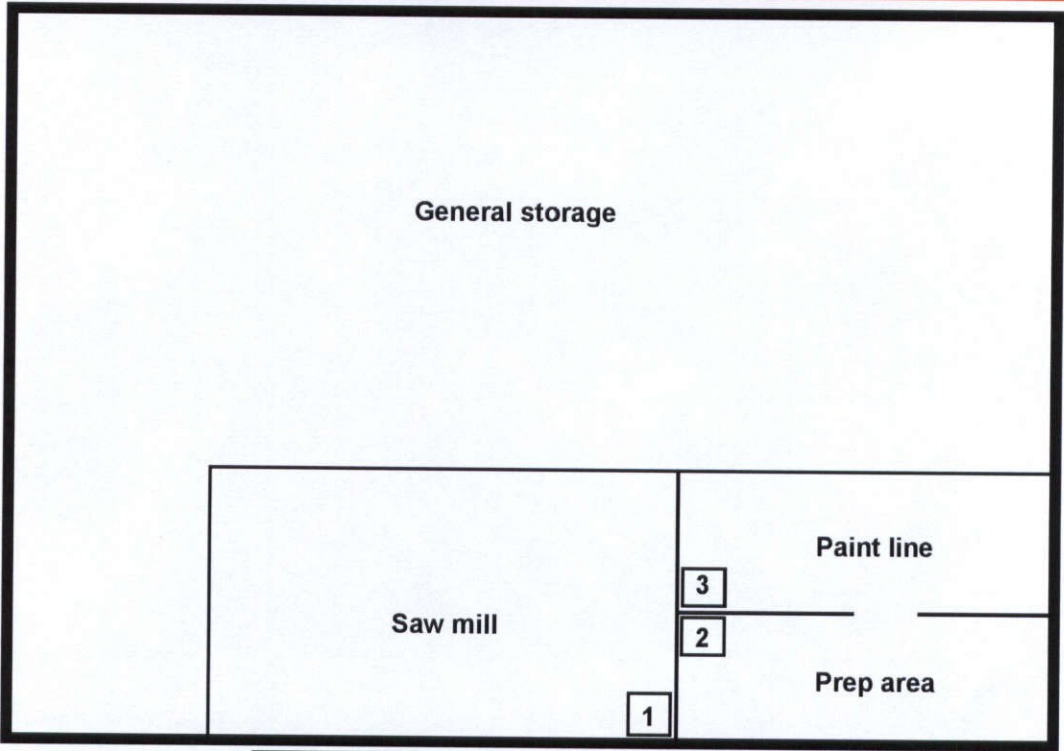 General storage
Paint line
3
Saw mill
2
Prep area
1